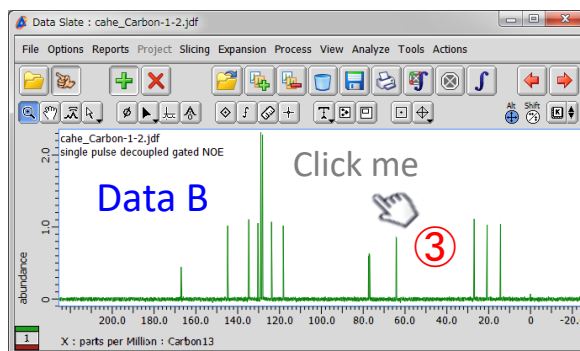 Data Slate : cahe_Carbon-1-2.jdf
File Options Reports Project Slicing Expansion Process View Analyze Tools Actions
Alt Shift
cahe_Carbon-1-2.jdf
single pulse decoupled gated NOE
Click me
Data B
③
abundance
2.0
1.0
0
200.0 180.0 160.0 140.0 120.0 100.0 80.0 60.0 40.0 20.0 0 -20.
1
X : parts per Million : Carbon13